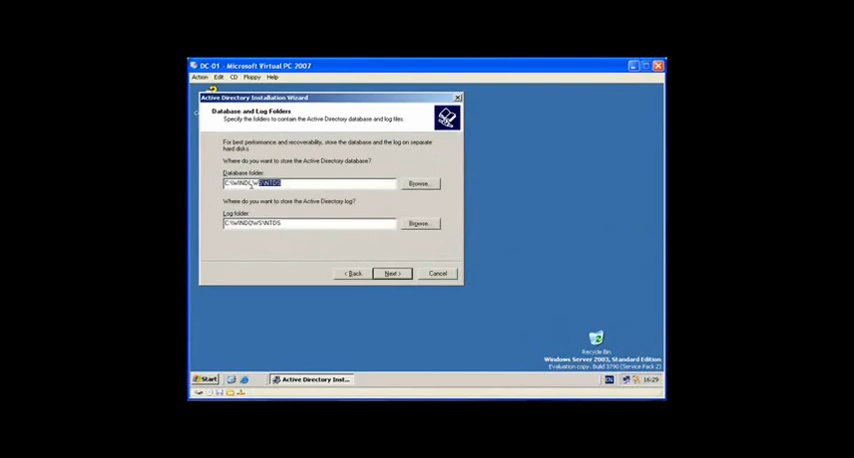 DC-01 - Microsoft Virtual PC 2007
Action Edit CD Floppy Help
Active Directory Installation Wizard
Database and Log Folders
Specify the folders to contain the Active Directory database and log files.
For best performance and recoverability, store the database and the log on separate
hard disks.
Where do you want to store the Active Directory database?
Database folder:
C:\WINDOWS\NTDS
Browse...
Where do you want to store the Active Directory log?
Log folder:
C:\WINDOWS\NTDS
Browse...
< Back Next > Cancel
Recycle Bin
Windows Server 2003, Standard Edition
Evaluation copy. Build 3790 (Service Pack 2)
Start Active Directory Inst... EN 16:29